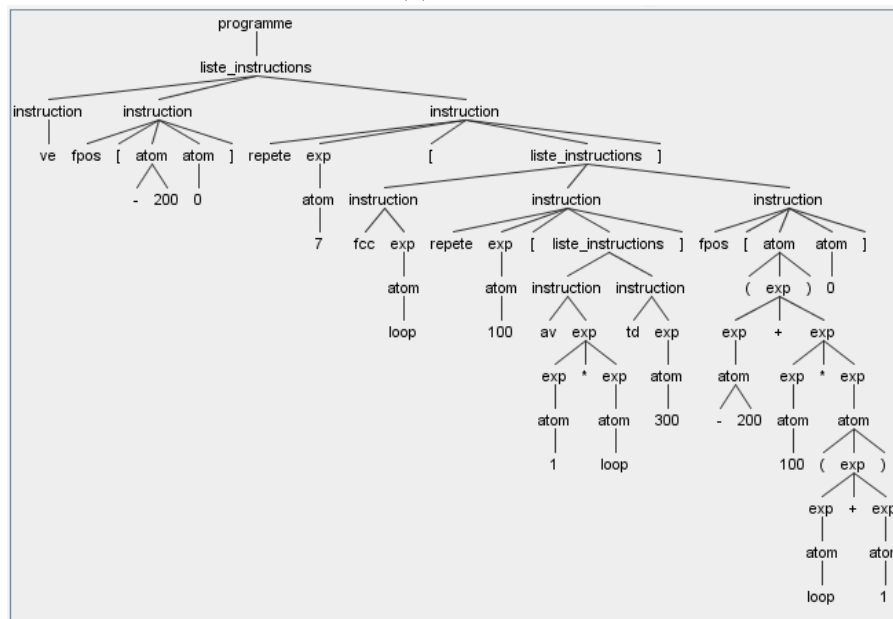 programme
liste_instructions
instruction instruction instruction
ve fpos [ atom atom ] repete exp [ liste_instructions ]
- 200 0 atom instruction instruction instruction
7 fcc exp repete exp [ liste_instructions ] fpos [ atom atom ]
atom atom instruction instruction ( exp ) 0
loop 100 av exp td exp exp + exp
exp * exp atom atom exp * exp
atom atom 300 - 200 atom atom
1 loop 100 ( exp )
exp + exp
atom atom
loop 1